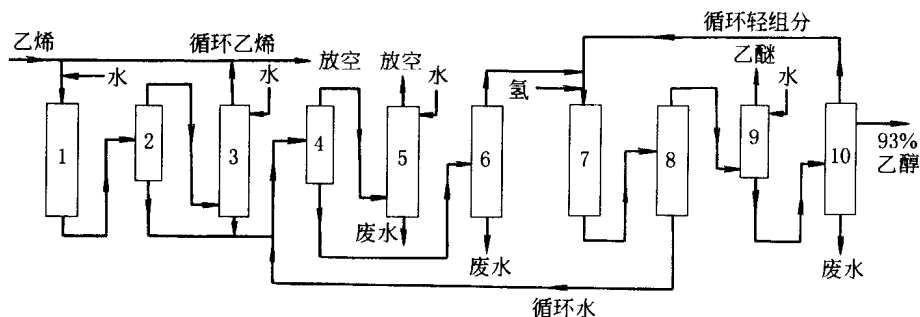 乙烯
循环乙烯
放空
放空
循环轻组分
乙醚
水
水
水
氢
水
1
2
3
4
5
6
7
8
9
10
93%
乙醇
废水
废水
废水
循环水